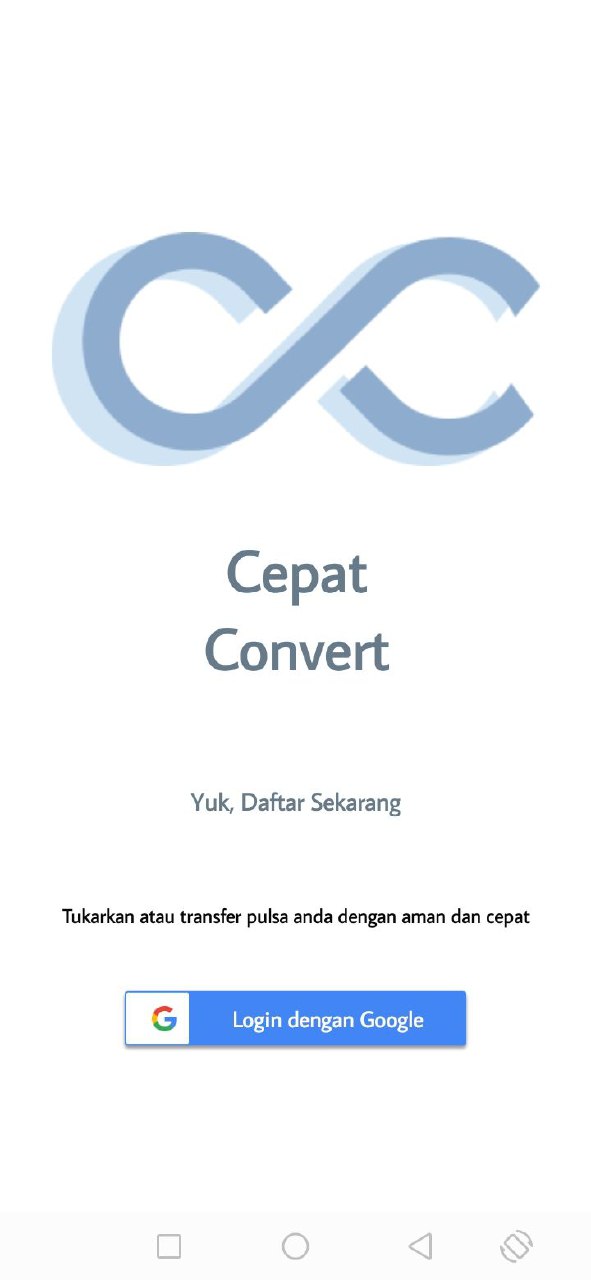 Cepat
Convert
Yuk, Daftar Sekarang
Tukarkan atau transfer pulsa anda dengan aman dan cepat
Login dengan Google